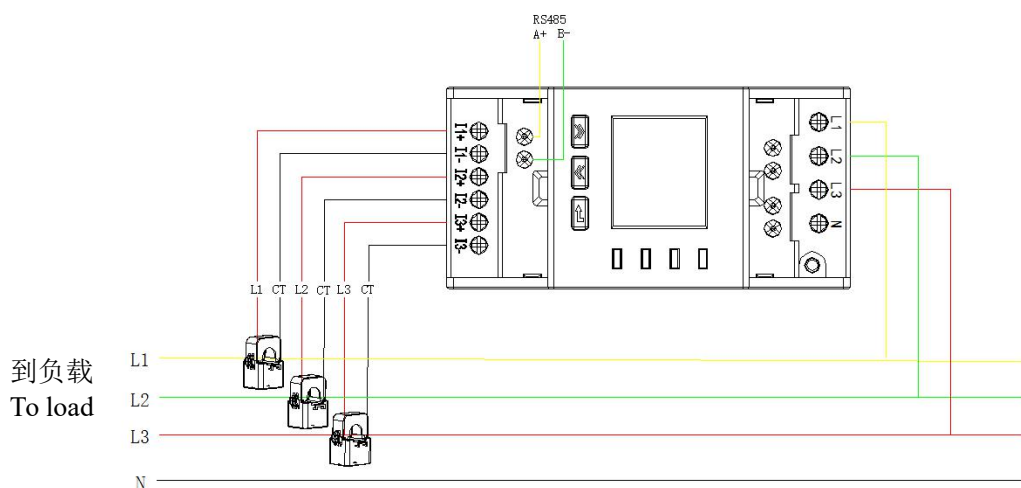 RS485
A+ B-
I1+
I1-
I2+
I2-
I3+
I3-
L1
L2
L3
N
L1 CT L2 CT L3 CT
到负载
To load
L1
L2
L3
N